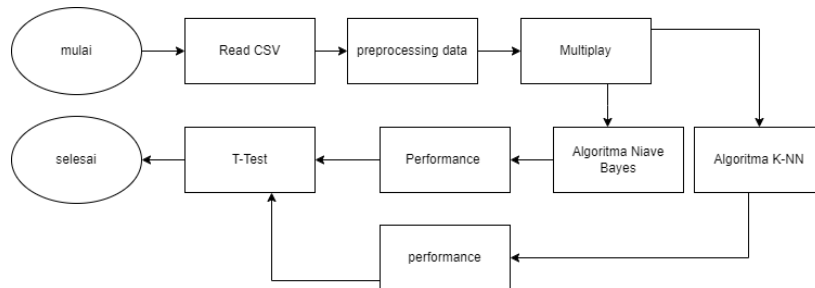 mulai
Read CSV
preprocessing data
Multiplay
selesai
T-Test
Performance
Algoritma Niave
Bayes
Algoritma K-NN
performance